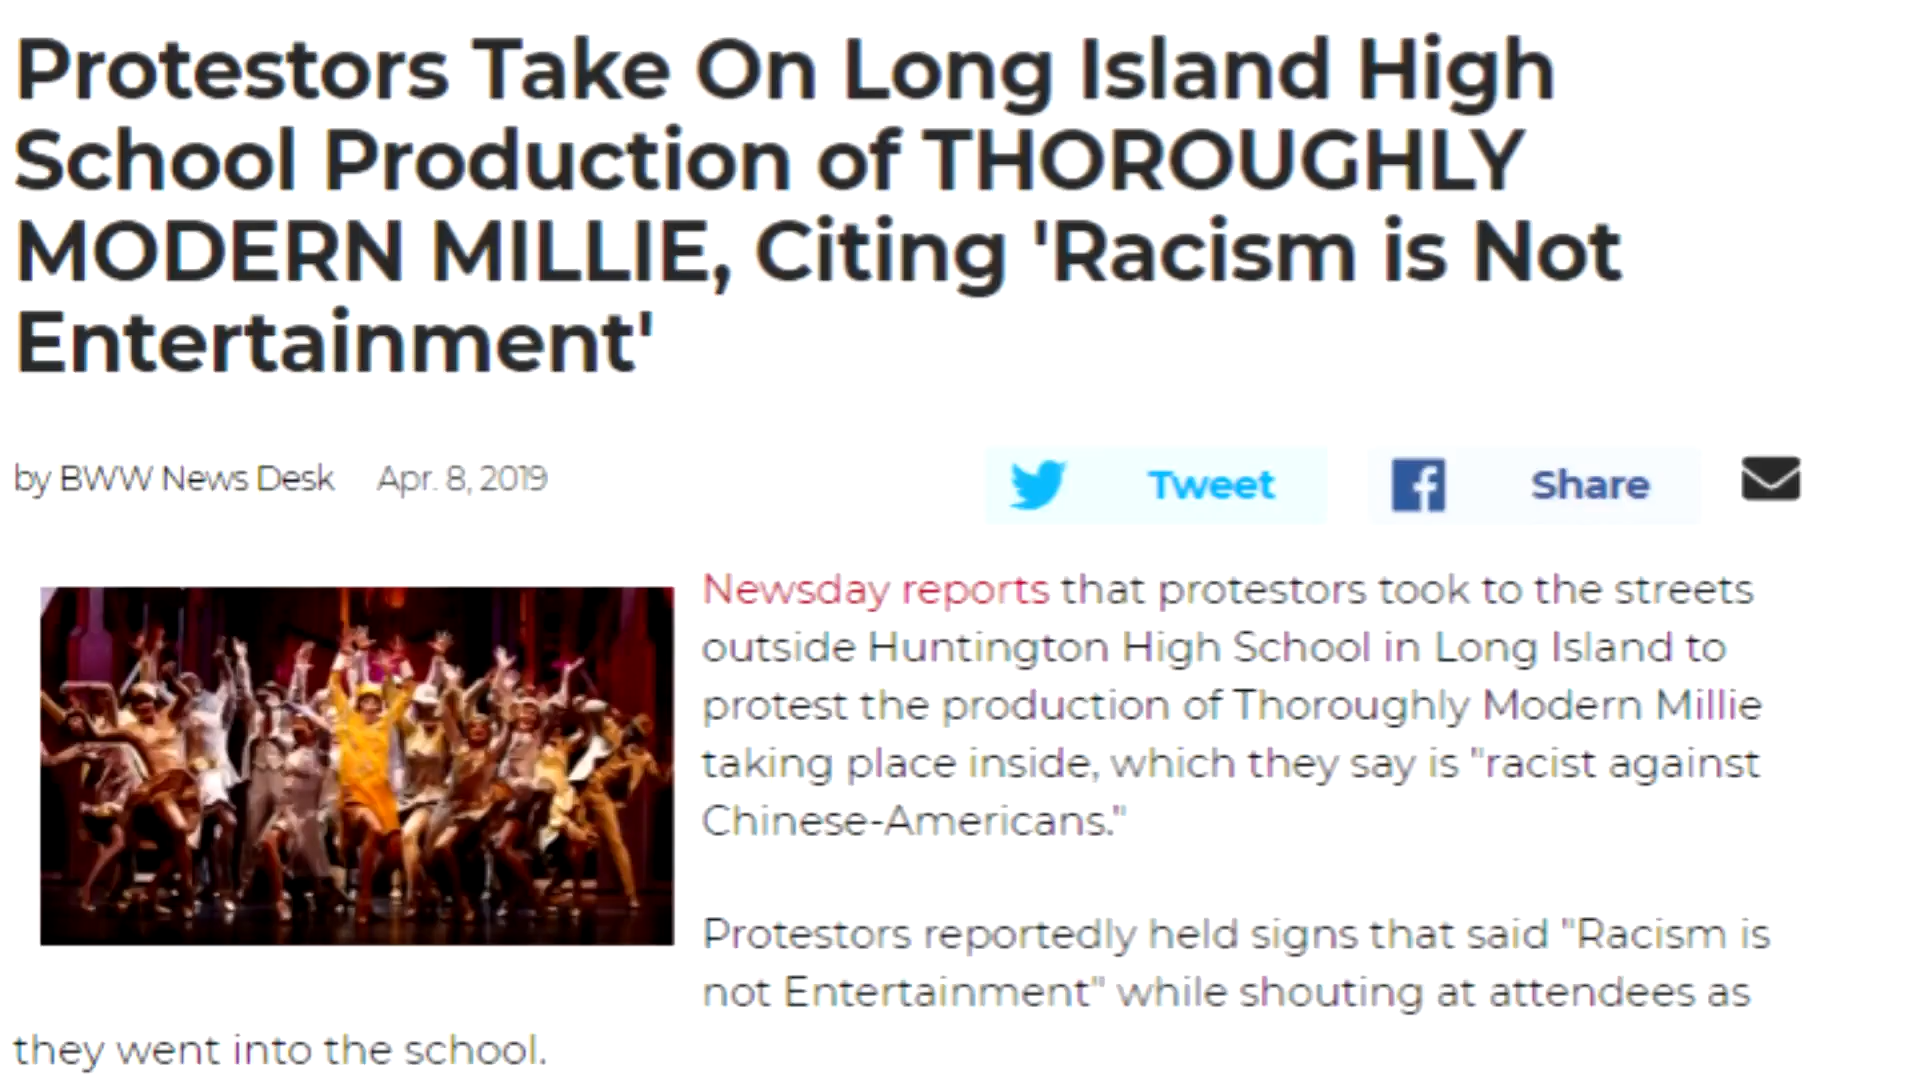 Protestors Take On Long Island High
School Production of THOROUGHLY
MODERN MILLIE, Citing 'Racism is Not
Entertainment'
by BWW News Desk Apr. 8, 2019
Tweet
Share
Newsday reports that protestors took to the streets
outside Huntington High School in Long Island to
protest the production of Thoroughly Modern Millie
taking place inside, which they say is "racist against
Chinese-Americans."
Protestors reportedly held signs that said "Racism is
not Entertainment" while shouting at attendees as
they went into the school.